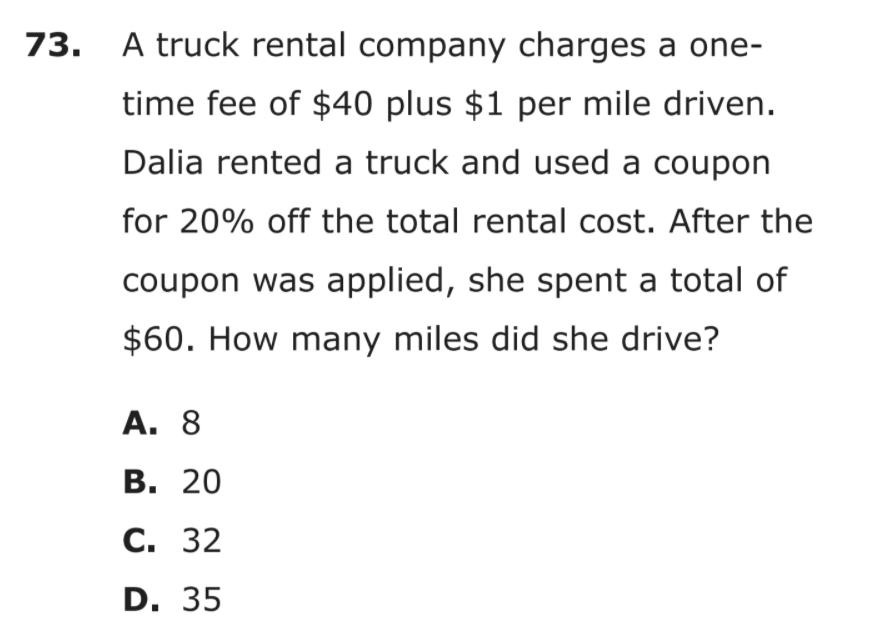 73. A truck rental company charges a one-
time fee of $40 plus $1 per mile driven.
Dalia rented a truck and used a coupon
for 20% off the total rental cost. After the
coupon was applied, she spent a total of
$60. How many miles did she drive?
A. 8
B. 20
C. 32
D. 35